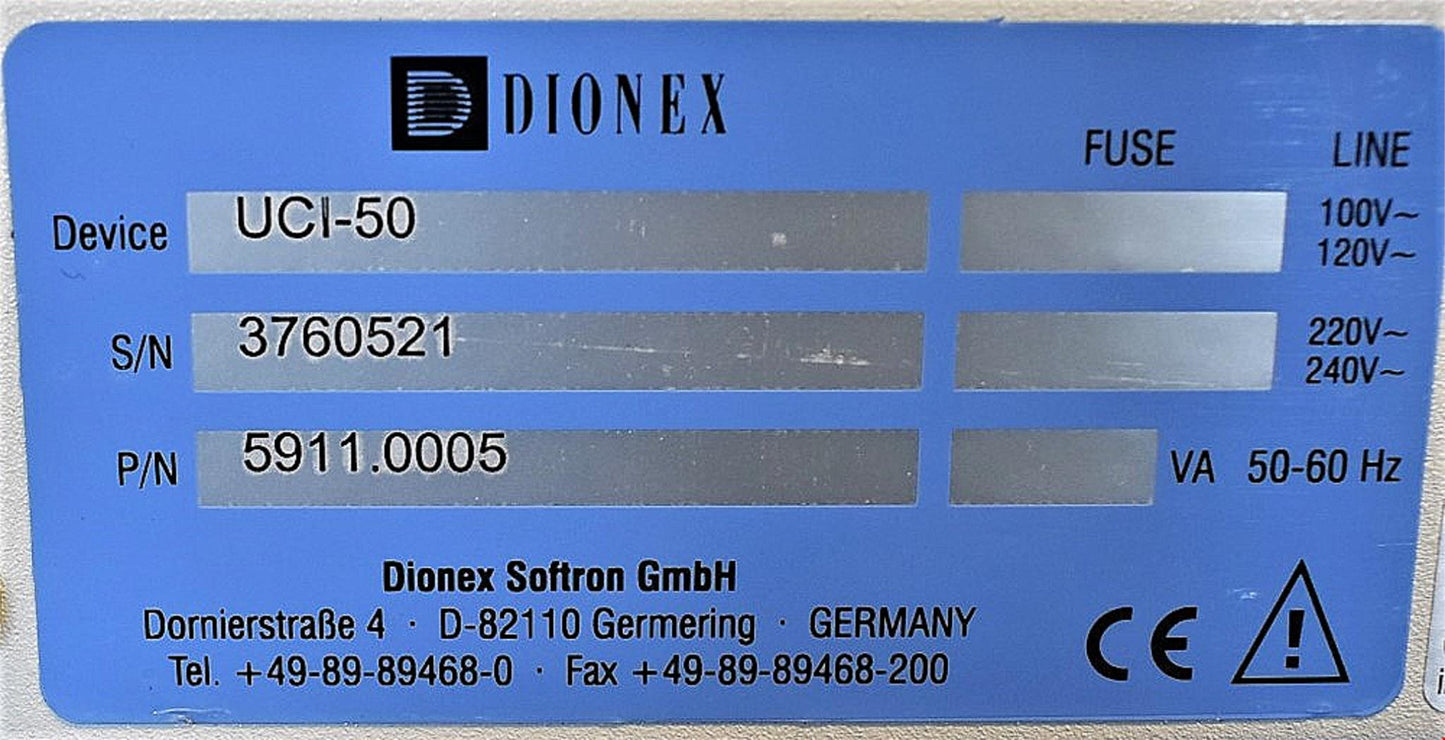 DIONEX
FUSE LINE
Device UCI-50 100V~
120V~
S/N 3760521 220V~
240V~
P/N 5911.0005 VA 50-60 Hz
Dionex Softron GmbH
Dornierstraße 4 · D-82110 Germering · GERMANY
Tel. +49-89-89468-0 · Fax +49-89-89468-200
CE